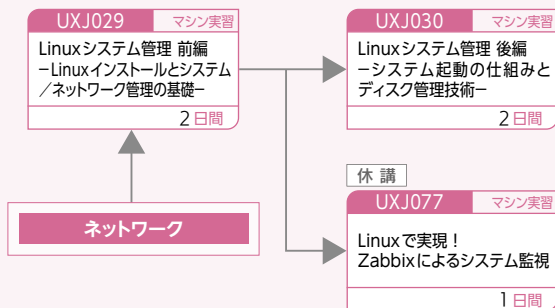 UXJ029 マシン実習
Linuxシステム管理 前編
−Linuxインストールとシステム
／ネットワーク管理の基礎−
2日間
UXJ030 マシン実習
Linuxシステム管理 後編
−システム起動の仕組みと
ディスク管理技術−
2日間
ネットワーク
休 講
UXJ077 マシン実習
Linuxで実現！
Zabbixによるシステム監視
1日間